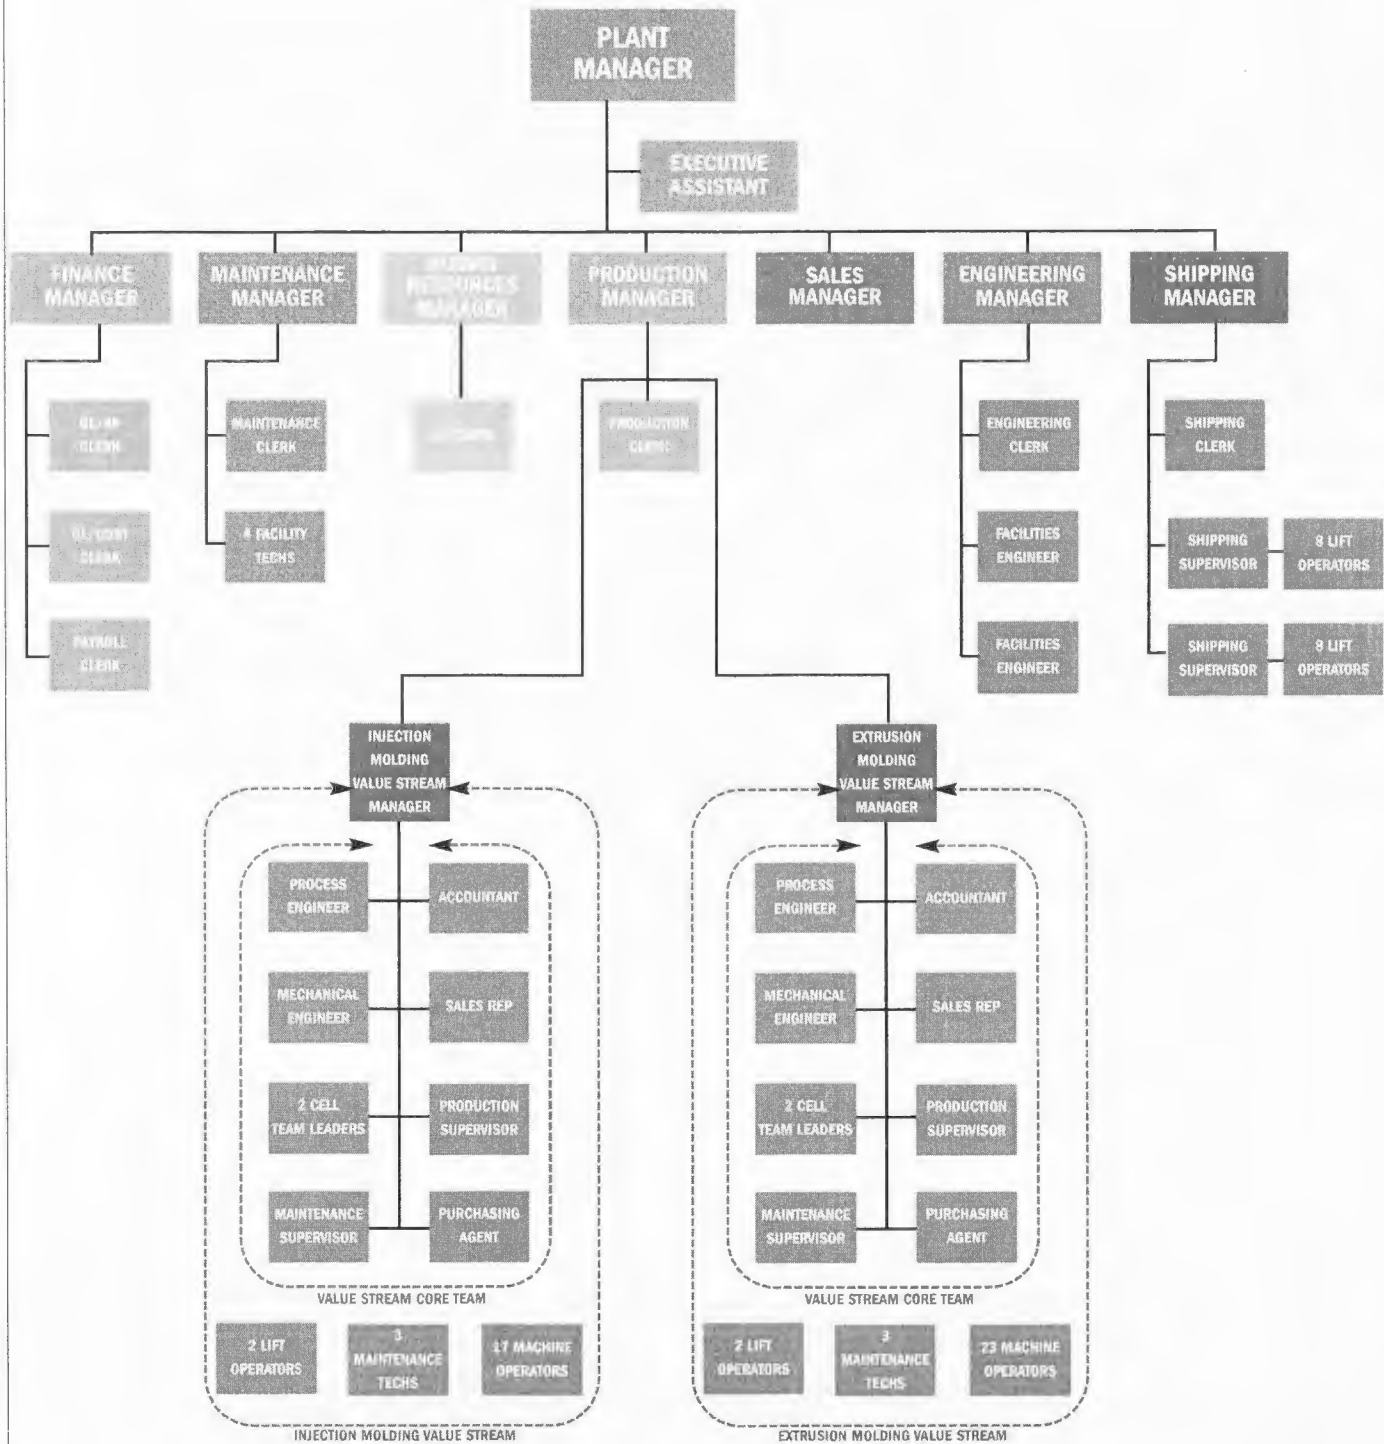 PLANT
MANAGER
EXECUTIVE
ASSISTANT
FINANCE
MANAGER
MAINTENANCE
MANAGER
RESOURCES
MANAGER
PRODUCTION
MANAGER
SALES
MANAGER
ENGINEERING
MANAGER
SHIPPING
MANAGER
CLERK
MAINTENANCE
CLERK
PRODUCTION
CLERK
ENGINEERING
CLERK
SHIPPING
CLERK
GL/COST
CLERK
4 FACILITY
TECHS
FACILITIES
ENGINEER
SHIPPING
SUPERVISOR
8 LIFT
OPERATORS
PAYROLL
CLERK
FACILITIES
ENGINEER
SHIPPING
SUPERVISOR
8 LIFT
OPERATORS
INJECTION
MOLDING
VALUE STREAM
MANAGER
EXTRUSION
MOLDING
VALUE STREAM
MANAGER
PROCESS
ENGINEER
ACCOUNTANT
MECHANICAL
ENGINEER
SALES REP
2 CELL
TEAM LEADERS
PRODUCTION
SUPERVISOR
MAINTENANCE
SUPERVISOR
PURCHASING
AGENT
VALUE STREAM CORE TEAM
2 LIFT
OPERATORS
3
MAINTENANCE
TECHS
17 MACHINE
OPERATORS
INJECTION MOLDING VALUE STREAM
PROCESS
ENGINEER
ACCOUNTANT
MECHANICAL
ENGINEER
SALES REP
2 CELL
TEAM LEADERS
PRODUCTION
SUPERVISOR
MAINTENANCE
SUPERVISOR
PURCHASING
AGENT
VALUE STREAM CORE TEAM
2 LIFT
OPERATORS
3
MAINTENANCE
TECHS
23 MACHINE
OPERATORS
EXTRUSION MOLDING VALUE STREAM